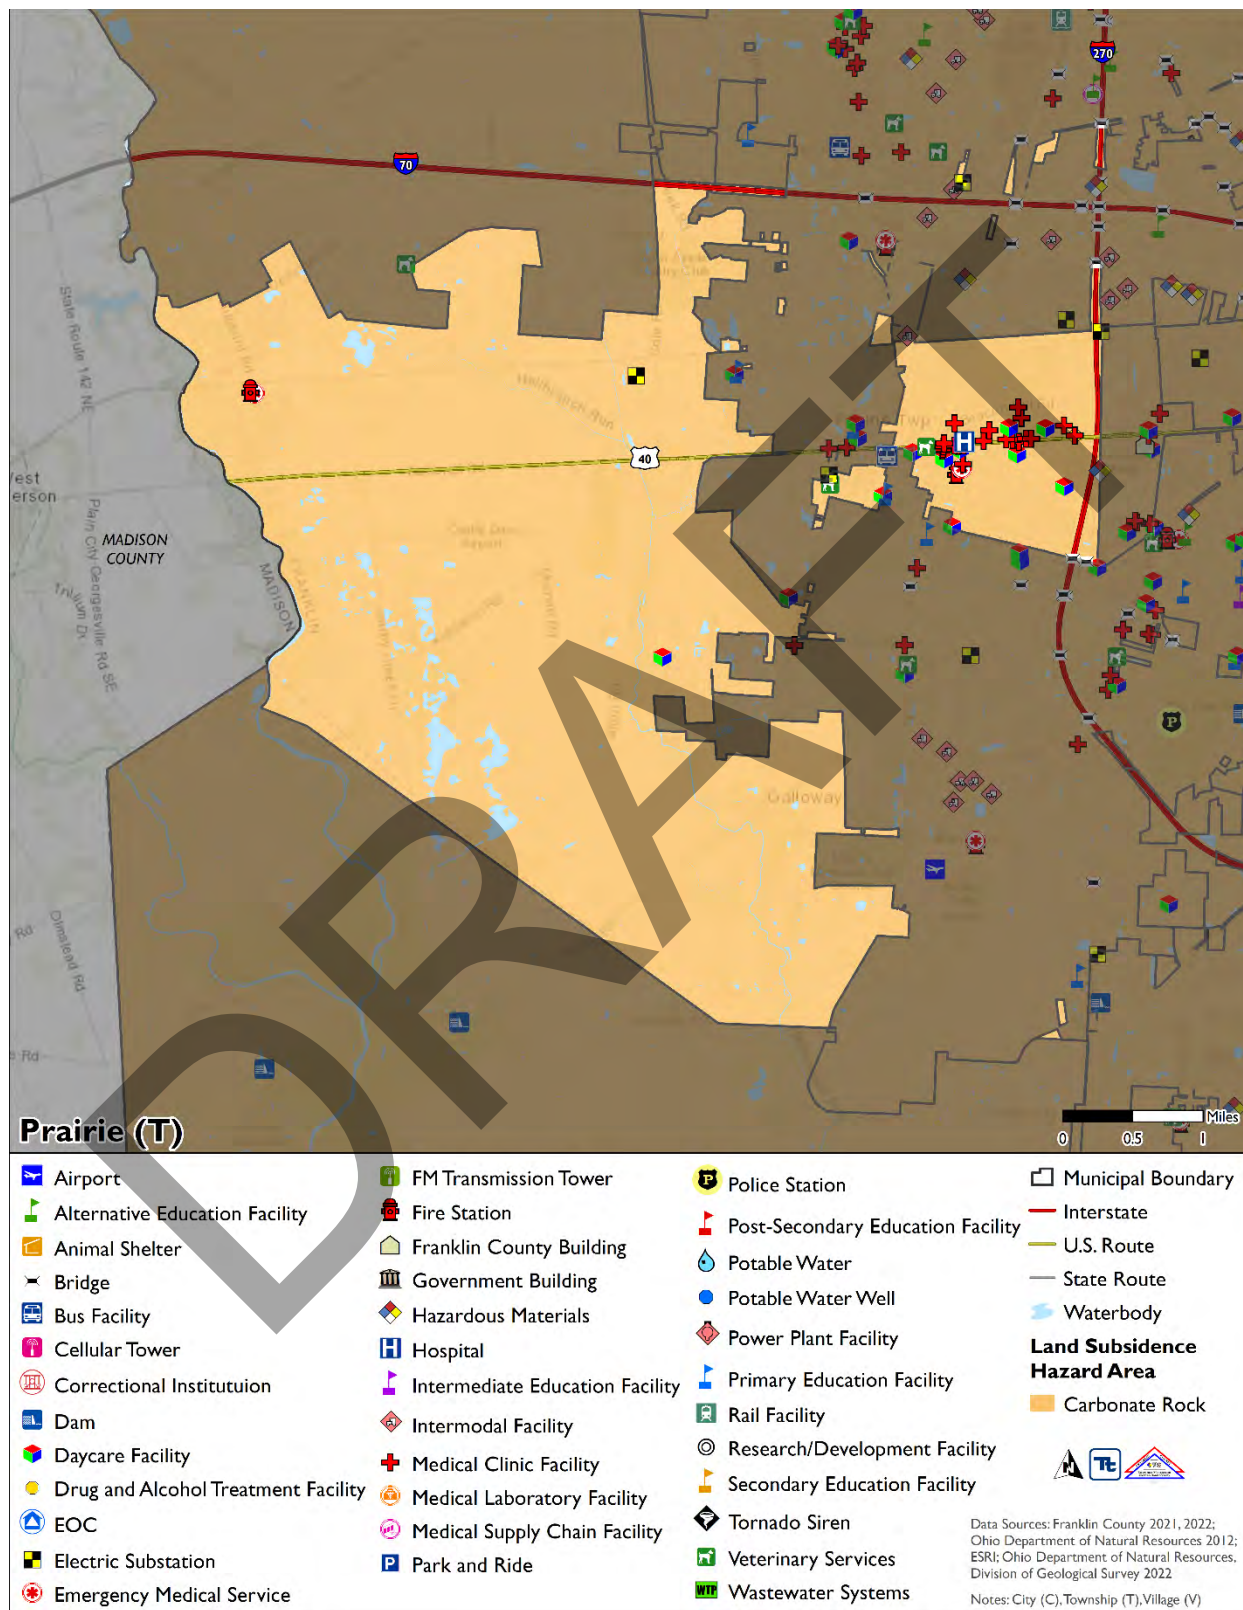 270
70
State Route 142 NE
40
MADISON
COUNTY
Plain City Georgesville Rd SE
MADISON
FRANKLIN
Galloway
Olmstead Rd
Rd
Rd
DRAFT
Prairie (T)
Miles
0 0.5 1
Airport
Alternative Education Facility
Animal Shelter
Bridge
Bus Facility
Cellular Tower
Correctional Institutuion
Dam
Daycare Facility
Drug and Alcohol Treatment Facility
EOC
Electric Substation
Emergency Medical Service
FM Transmission Tower
Fire Station
Franklin County Building
Government Building
Hazardous Materials
H Hospital
Intermediate Education Facility
Intermodal Facility
Medical Clinic Facility
Medical Laboratory Facility
Medical Supply Chain Facility
P Park and Ride
P Police Station
Post-Secondary Education Facility
Potable Water
Potable Water Well
Power Plant Facility
Primary Education Facility
Rail Facility
Research/Development Facility
Secondary Education Facility
Tornado Siren
Veterinary Services
WTP Wastewater Systems
Municipal Boundary
Interstate
U.S. Route
State Route
Waterbody
Land Subsidence
Hazard Area
Carbonate Rock
N
Tt
Data Sources: Franklin County 2021, 2022;
Ohio Department of Natural Resources 2012;
ESRI; Ohio Department of Natural Resources,
Division of Geological Survey 2022
Notes: City (C), Township (T), Village (V)